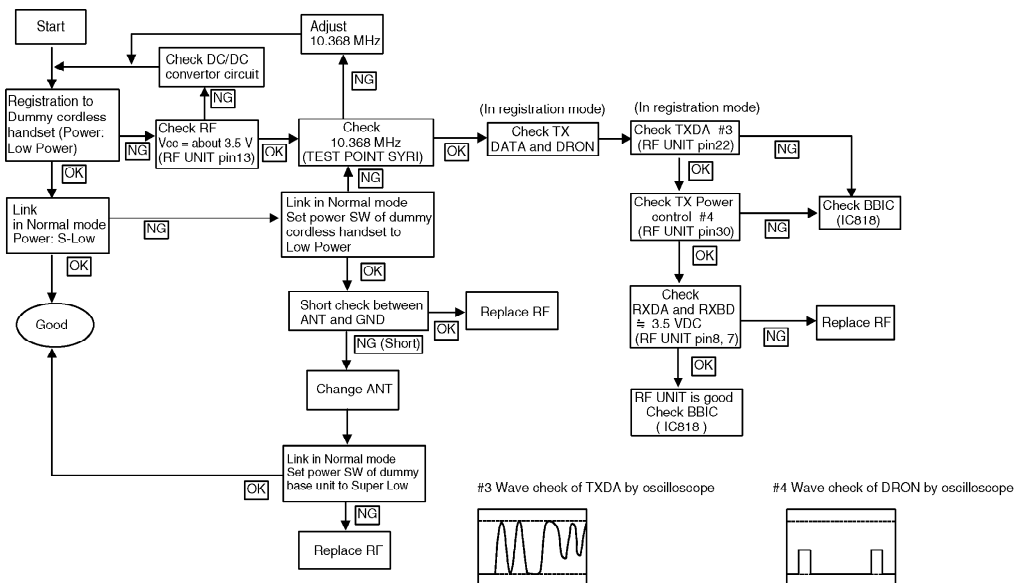 Start
Adjust
10.368 MHz
Check DC/DC
convertor circuit
NG
NG
Registration to
Dummy cordless
handset (Power:
Low Power)
NG
Check RF
Vcc = about 3.5 V
(RF UNIT pin13)
OK
Check
10.368 MHz
(TEST POINT SYRI)
OK
(In registration mode)
Check TX
DATA and DRON
(In registration mode)
Check TXDA #3
(RF UNIT pin22)
NG
OK
NG
OK
Link
in Normal mode
Power: S-Low
NG
Link in Normal mode
Set power SW of dummy
cordless handset to
Low Power
Check TX Power
control #4
(RF UNIT pin30)
NG
Check BBIC
(IC818)
OK
OK
OK
Good
Short check between
ANT and GND
OK
Replace RF
Check
RXDA and RXBD
≒ 3.5 VDC
(RF UNIT pin8, 7)
NG
Replace RF
NG (Short)
OK
Change ANT
RF UNIT is good
Check BBIC
( IC818 )
Link in Normal mode
Set power SW of dummy
base unit to Super Low
OK
NG
Replace RF
#3 Wave check of TXDA by oscilloscope
#4 Wave check of DRON by oscilloscope